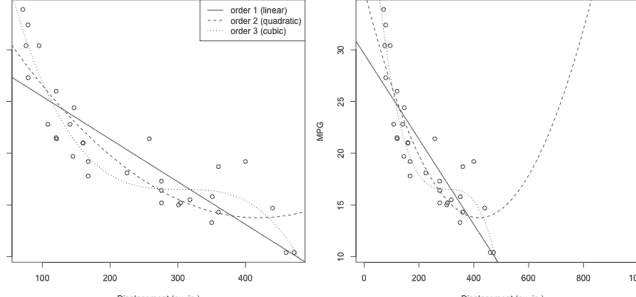 order 1 (linear)
order 2 (quadratic)
order 3 (cubic)
100 200 300 400
MPG
10 15 20 25 30
0 200 400 600 800